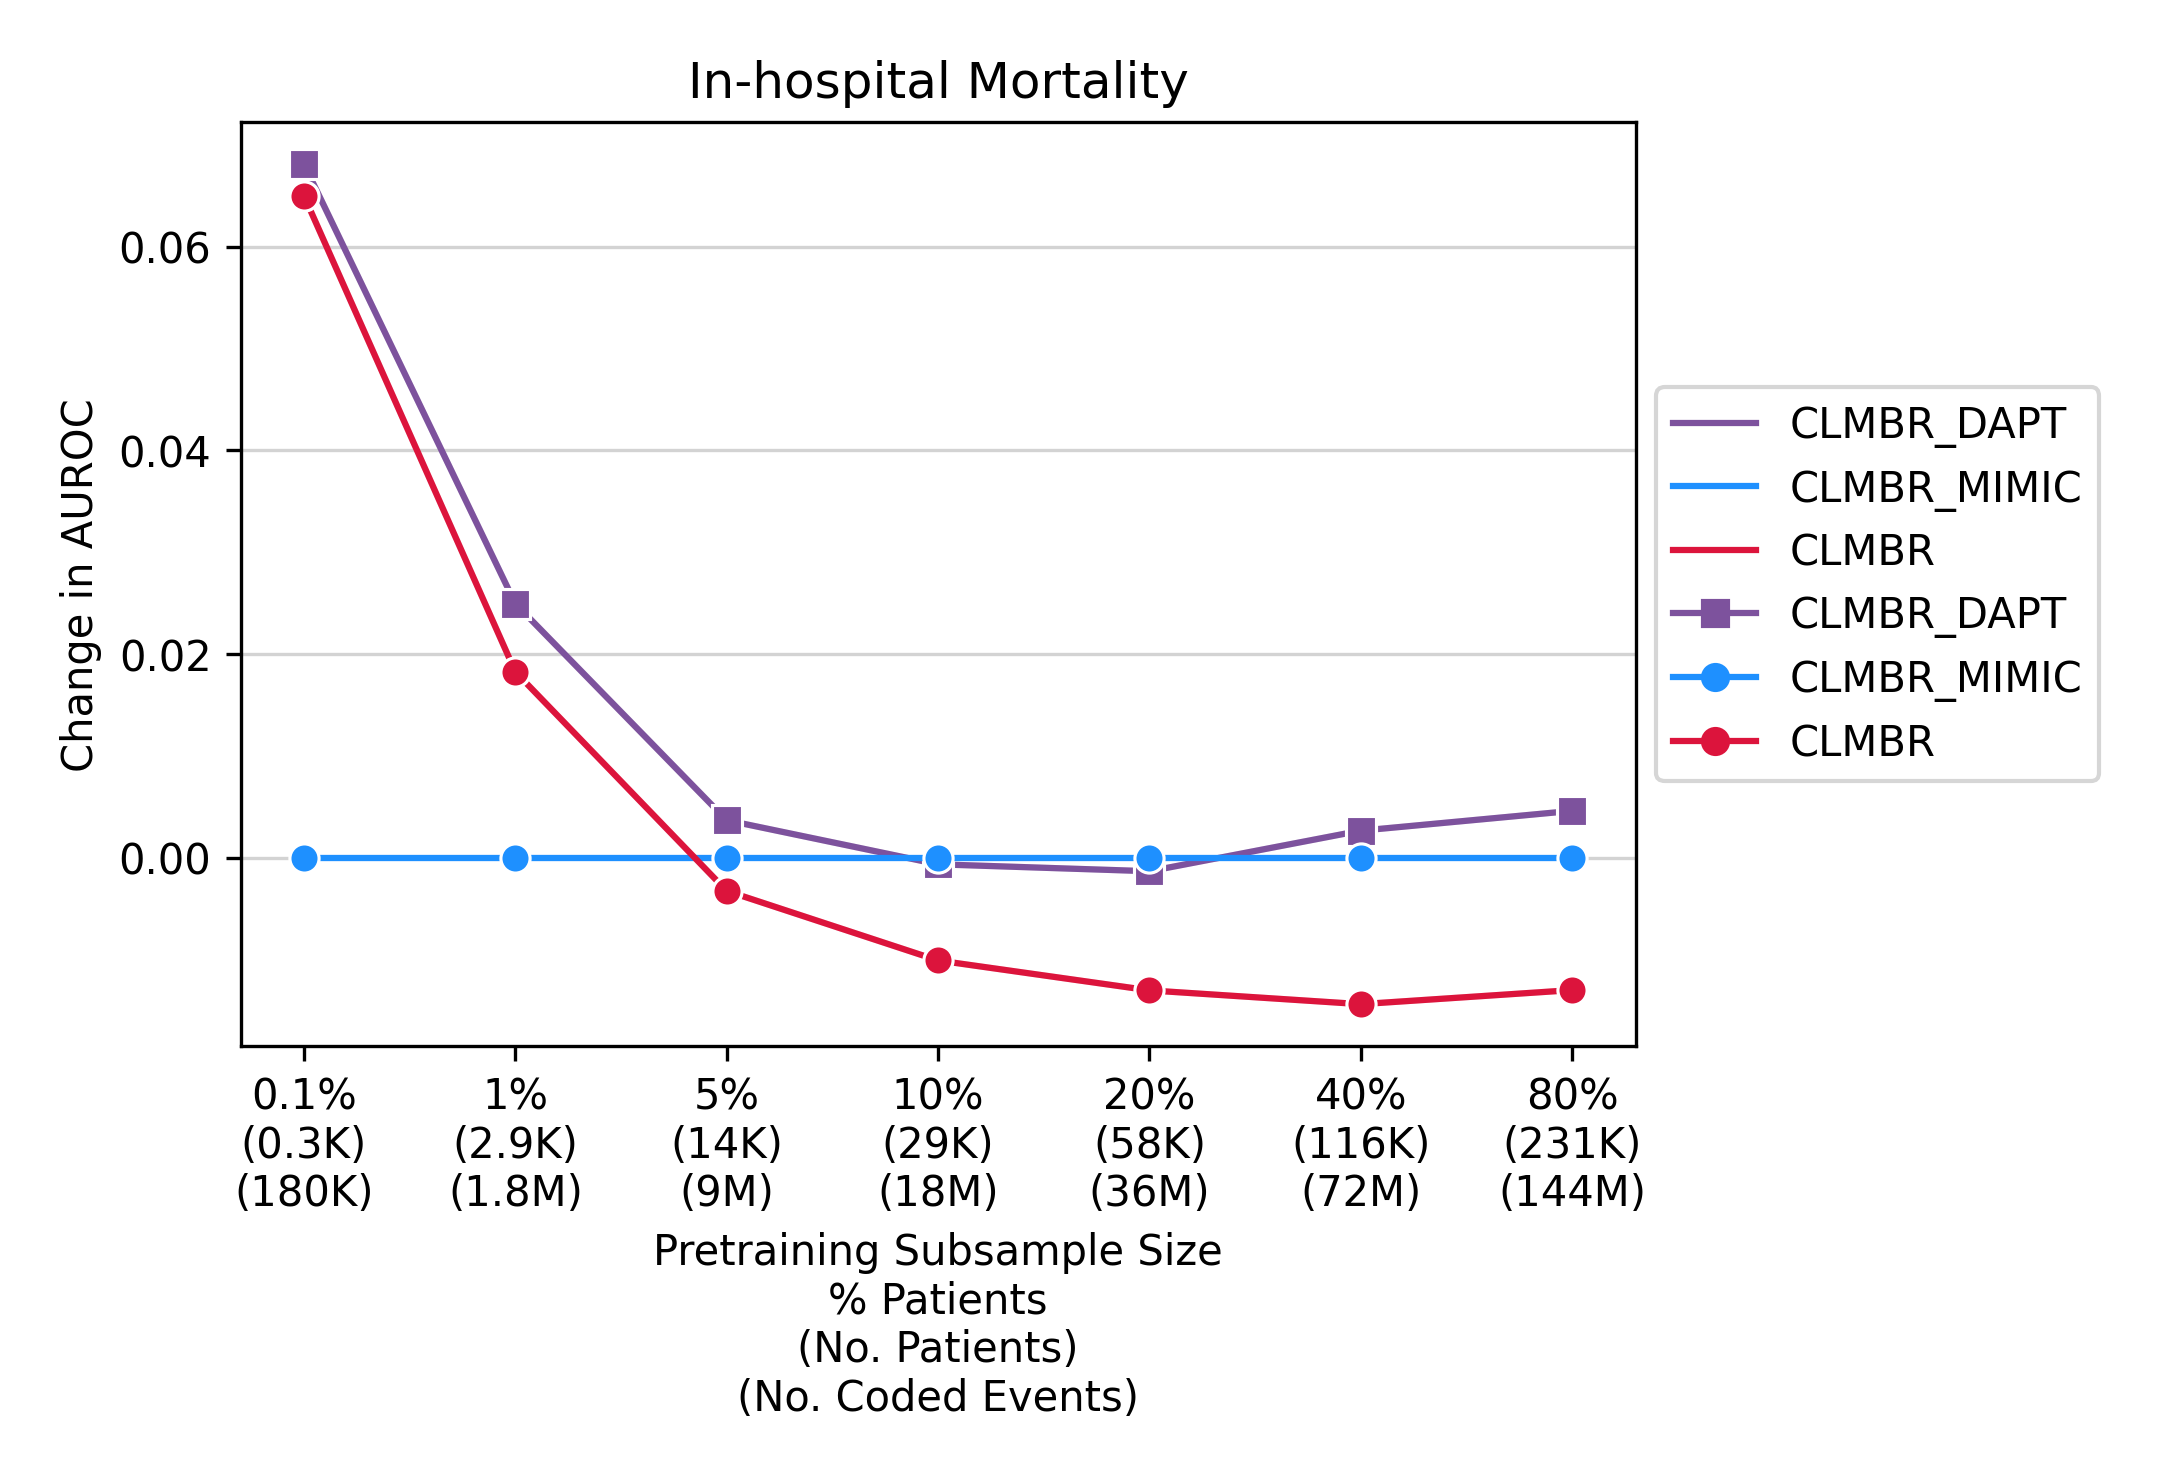 In-hospital Mortality
Change in AUROC
0.06
0.04
0.02
0.00
0.1% 1% 5% 10% 20% 40% 80%
(0.3K) (2.9K) (14K) (29K) (58K) (116K) (231K)
(180K) (1.8M) (9M) (18M) (36M) (72M) (144M)
Pretraining Subsample Size
% Patients
(No. Patients)
(No. Coded Events)
CLMBR_DAPT
CLMBR_MIMIC
CLMBR
CLMBR_DAPT
CLMBR_MIMIC
CLMBR